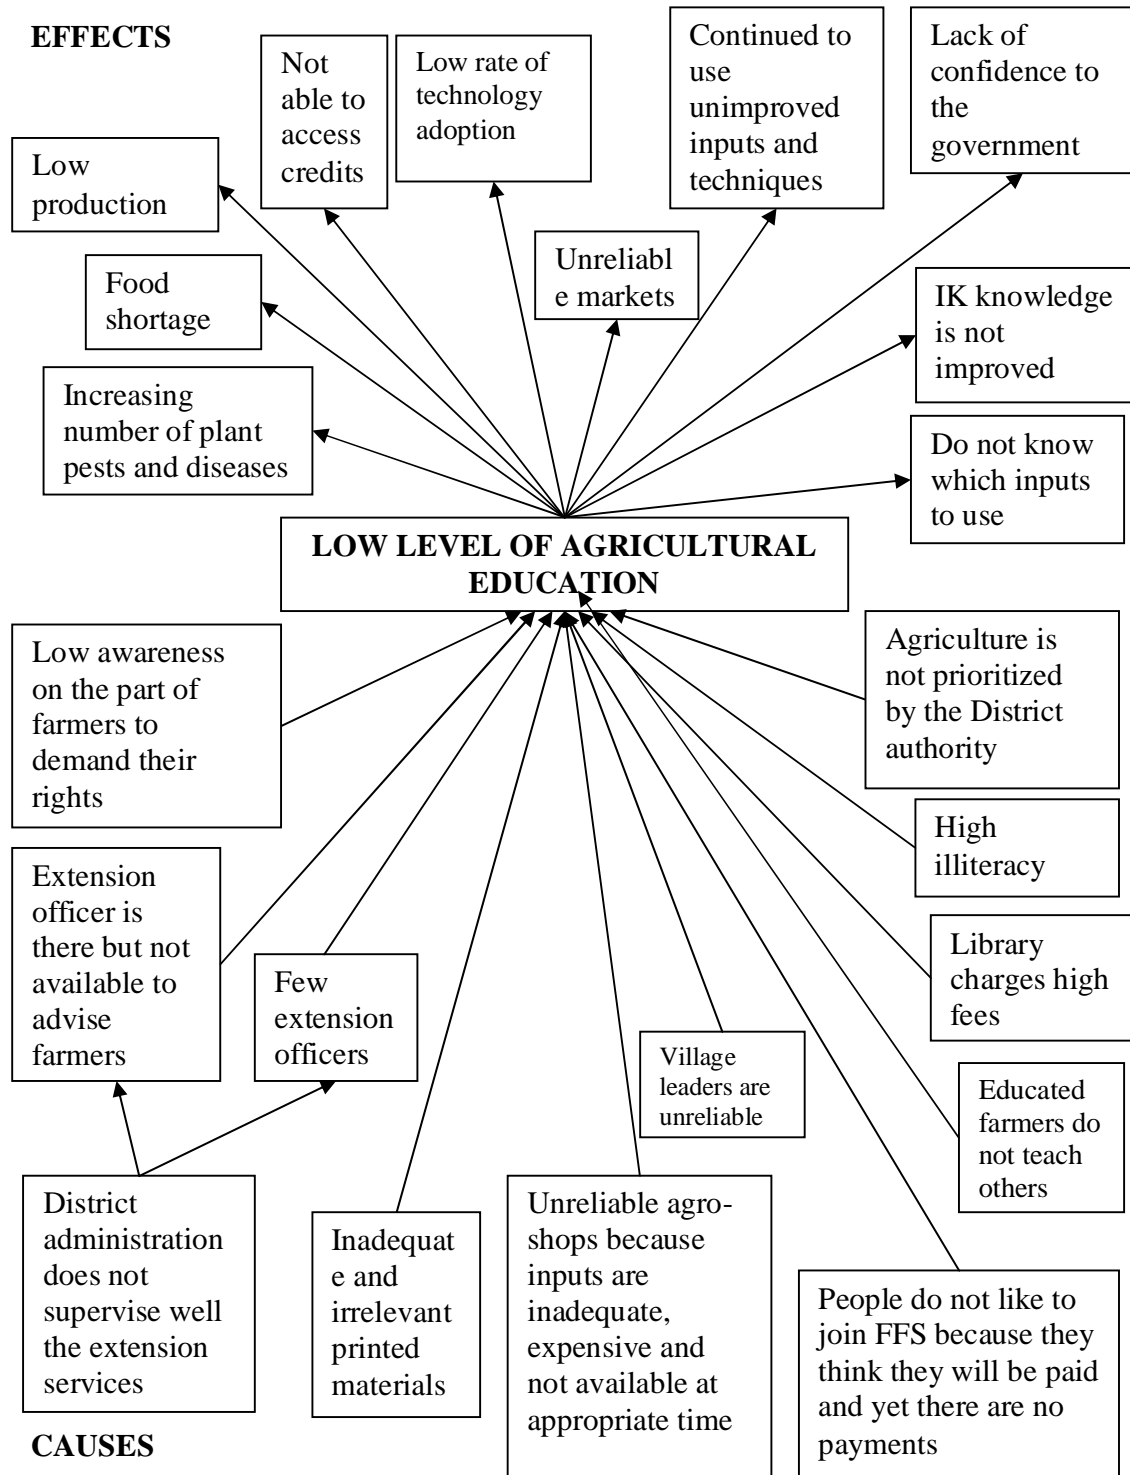 EFFECTS
Not
able to
access
credits
Low rate of
technology
adoption
Continued to
use
unimproved
inputs and
techniques
Lack of
confidence to
the
government
Low
production
Unreliabl
e markets
Food
shortage
IK knowledge
is not
improved
Increasing
number of plant
pests and diseases
Do not know
which inputs
to use
LOW LEVEL OF AGRICULTURAL
EDUCATION
Low awareness
on the part of
farmers to
demand their
rights
Agriculture is
not prioritized
by the District
authority
High
illiteracy
Extension
officer is
there but not
available to
advise
farmers
Few
extension
officers
Library
charges high
fees
Village
leaders are
unreliable
Educated
farmers do
not teach
others
District
administration
does not
supervise well
the extension
services
Inadequat
e and
irrelevant
printed
materials
Unreliable agro-
shops because
inputs are
inadequate,
expensive and
not available at
appropriate time
People do not like to
join FFS because they
think they will be paid
and yet there are no
payments
CAUSES